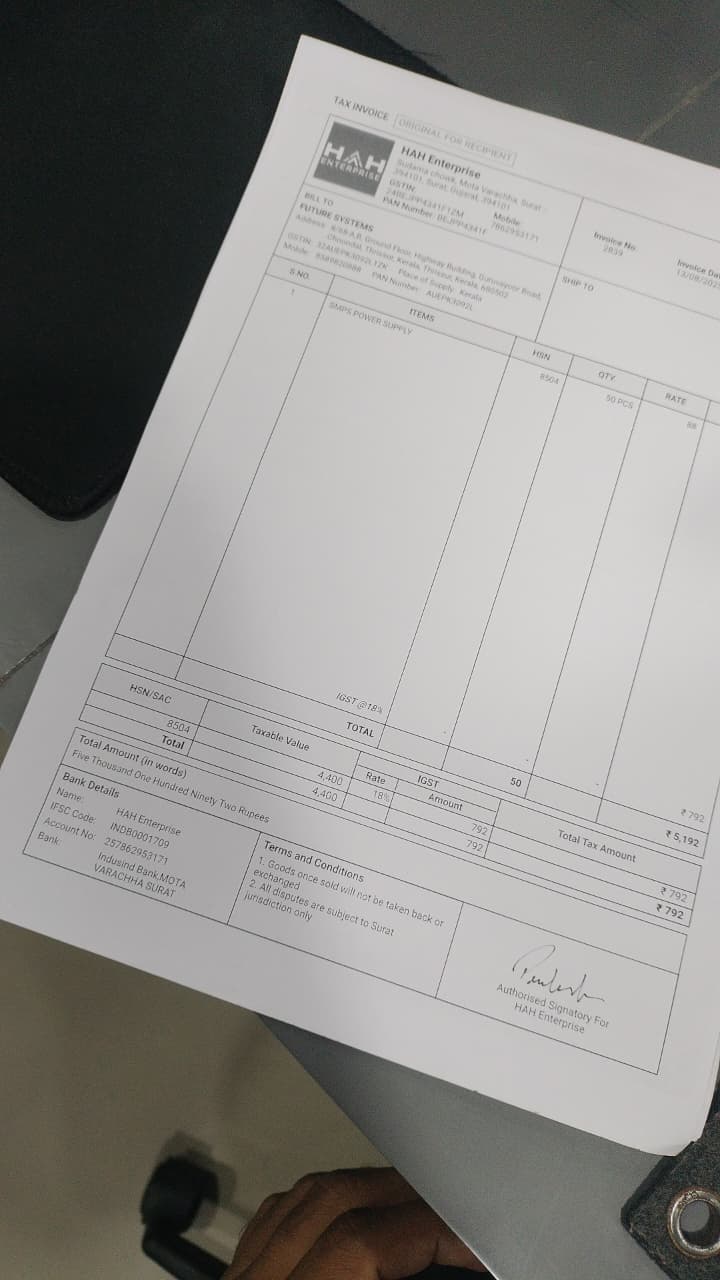 TAX INVOICE ORIGINAL FOR RECIPIENT
HAH
ENTERPRISE
HAH Enterprise
Sudama chowk, Mota Varachha, Surat -
394101, Surat, Gujarat, 394101
GSTIN:
Mobile:
7862953171
PAN Number:
Invoice No.
2839
Invoice Da
13/08/202
BILL TO
FUTURE SYSTEMS
Ground Floor, Highway Building, Guruvayoor Road,
Thrissur, Kerala, Thrissur, Kerala, 680502
GSTIN: 32AUEPK3092L1ZK Place of Supply: Kerala
Mobile: PAN Number: AUEPK3092L
SHIP TO
S.NO. ITEMS HSN QTY RATE
1 SMPS POWER SUPPLY 8504 50 PCS 88
IGST @18% - - - ₹ 792
TOTAL 50 ₹ 5,192
HSN/SAC Taxable Value IGST Total Tax Amount
Rate Amount
8504 4,400 18% 792 ₹ 792
Total 4,400 792 ₹ 792
Total Amount (in words)
Five Thousand One Hundred Ninety Two Rupees
Bank Details
Name: HAH Enterprise
IFSC Code: INDB0001709
Account No: 257862953171
Bank: Indusind Bank,MOTA
VARACHHA SURAT
Terms and Conditions
1. Goods once sold will not be taken back or
exchanged
2. All disputes are subject to Surat
jurisdiction only
Authorised Signatory For
HAH Enterprise